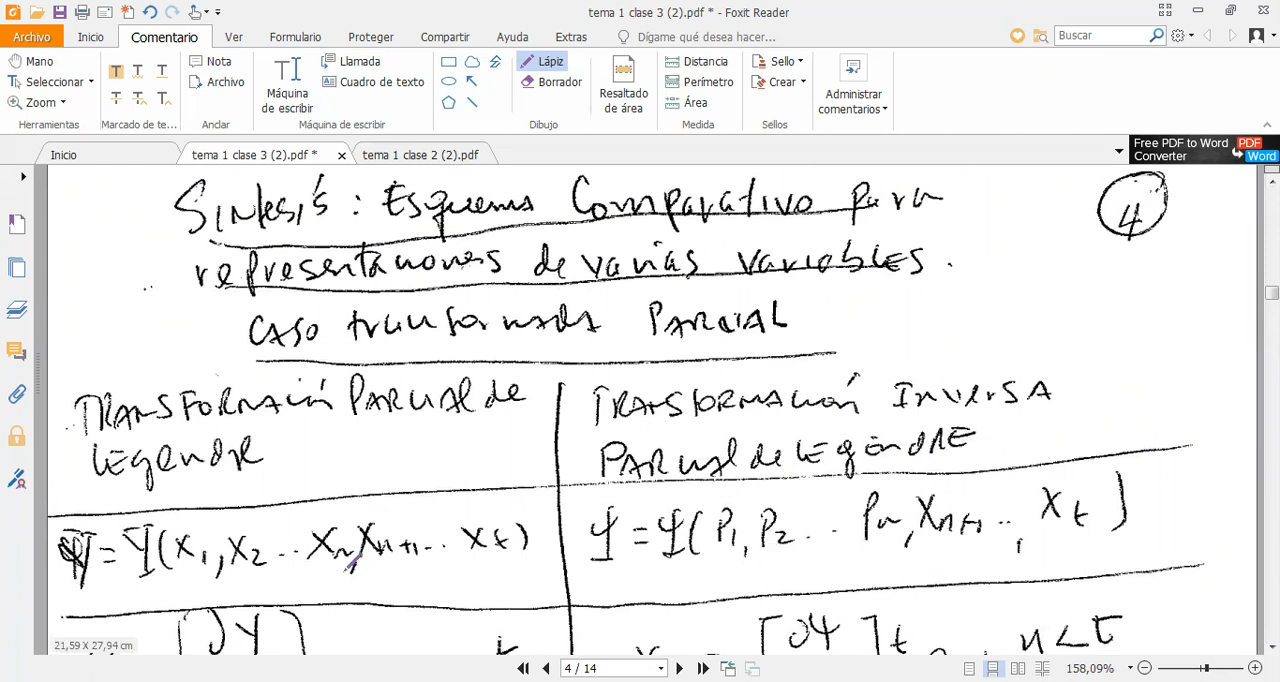 tema 1 clase 3 (2).pdf * - Foxit Reader
Archivo Inicio Comentario Ver Formulario Proteger Compartir Ayuda Extras Dígame qué desea hacer... Buscar
Mano
Seleccionar
Zoom
Herramientas
Marcado de te...
Nota
Archivo
Anclar
Máquina de escribir
Llamada
Cuadro de texto
Máquina de escribir
Lápiz
Borrador
Dibujo
Resaltado de área
Distancia
Perímetro
Área
Medida
Sello
Crear
Sellos
Administrar comentarios
Inicio
tema 1 clase 3 (2).pdf * x
tema 1 clase 2 (2).pdf
Free PDF to Word Converter
PDF
Word
Síntesis: Esquema Comparativo para
4
representaciones de varias variables.
Caso transformada PARCIAL
TRANSFORMACIÓN PARCIAL de
LEGENDRE
TRANSFORMACIÓN INVERSA
PARCIAL de LEGENDRE
= Y(X1, X2 .. Xn, Xn+1 .. Xt)
Ψ = Ψ(P1, P2 .. Pn, Xn+1 .., Xt)
21,59 X 27,94 cm
4 / 14
158,09%